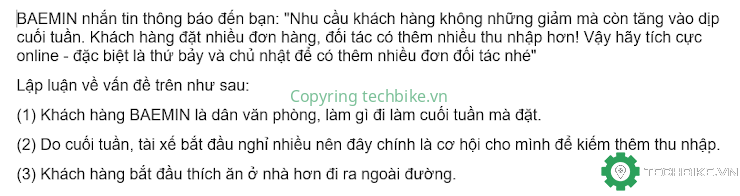 BAEMIN nhắn tin thông báo đến bạn: "Nhu cầu khách hàng không những giảm mà còn tăng vào dịp
cuối tuần. Khách hàng đặt nhiều đơn hàng, đối tác có thêm nhiều thu nhập hơn! Vậy hãy tích cực
online - đặc biệt là thứ bảy và chủ nhật để có thêm nhiều đơn đối tác nhé"
Lập luận về vấn đề trên như sau:
Copyring techbike.vn
(1) Khách hàng BAEMIN là dân văn phòng, làm gì đi làm cuối tuần mà đặt.
(2) Do cuối tuần, tài xế bắt đầu nghỉ nhiều nên đây chính là cơ hội cho mình để kiếm thêm thu nhập.
(3) Khách hàng bắt đầu thích ăn ở nhà hơn đi ra ngoài đường.
TECHBIKE.VN